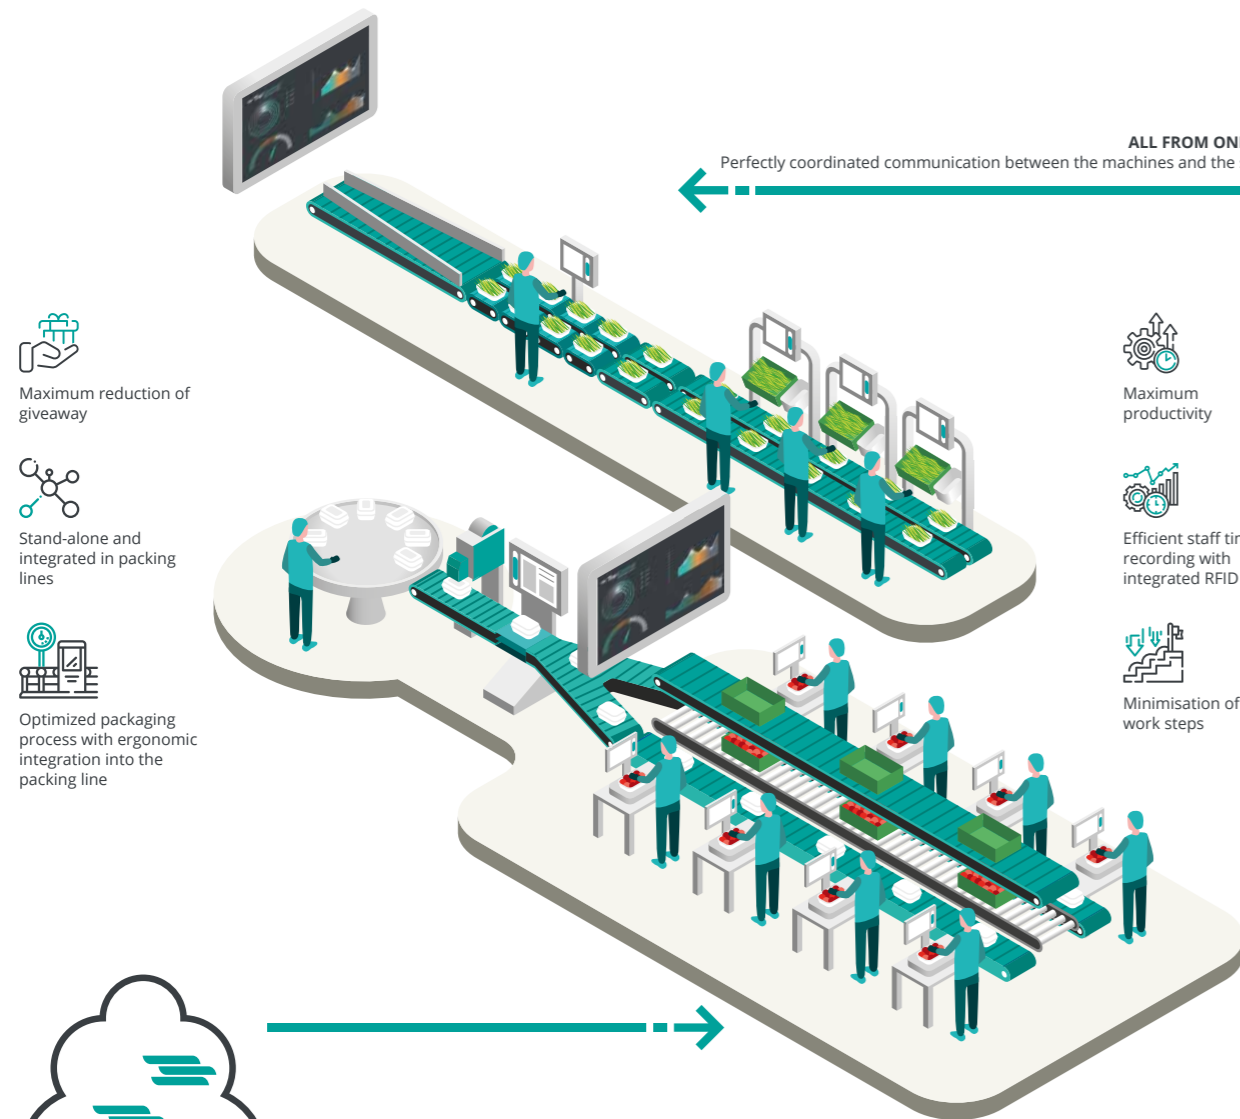 ALL FROM ONE
Perfectly coordinated communication between the machines and the
Maximum reduction of
giveaway
Stand-alone and
integrated in packing
lines
Optimized packaging
process with ergonomic
integration into the
packing line
Maximum
productivity
Efficient staff
recording with
integrated RFID
Minimisation of
work steps